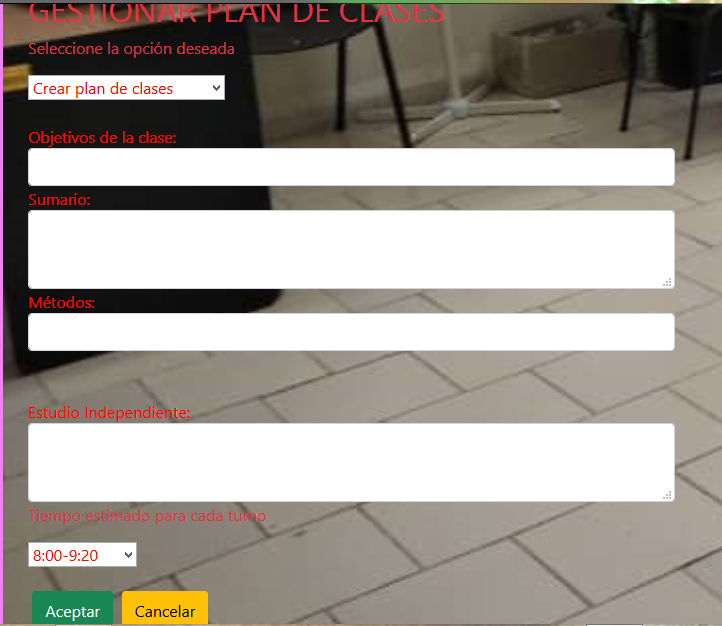 GESTIONAR PLAN DE CLASES
Seleccione la opción deseada
Crear plan de clases
Objetivos de la clase:
Sumario:
Métodos:
Estudio Independiente:
Tiempo estimado para cada turno
8:00-9:20
Aceptar Cancelar